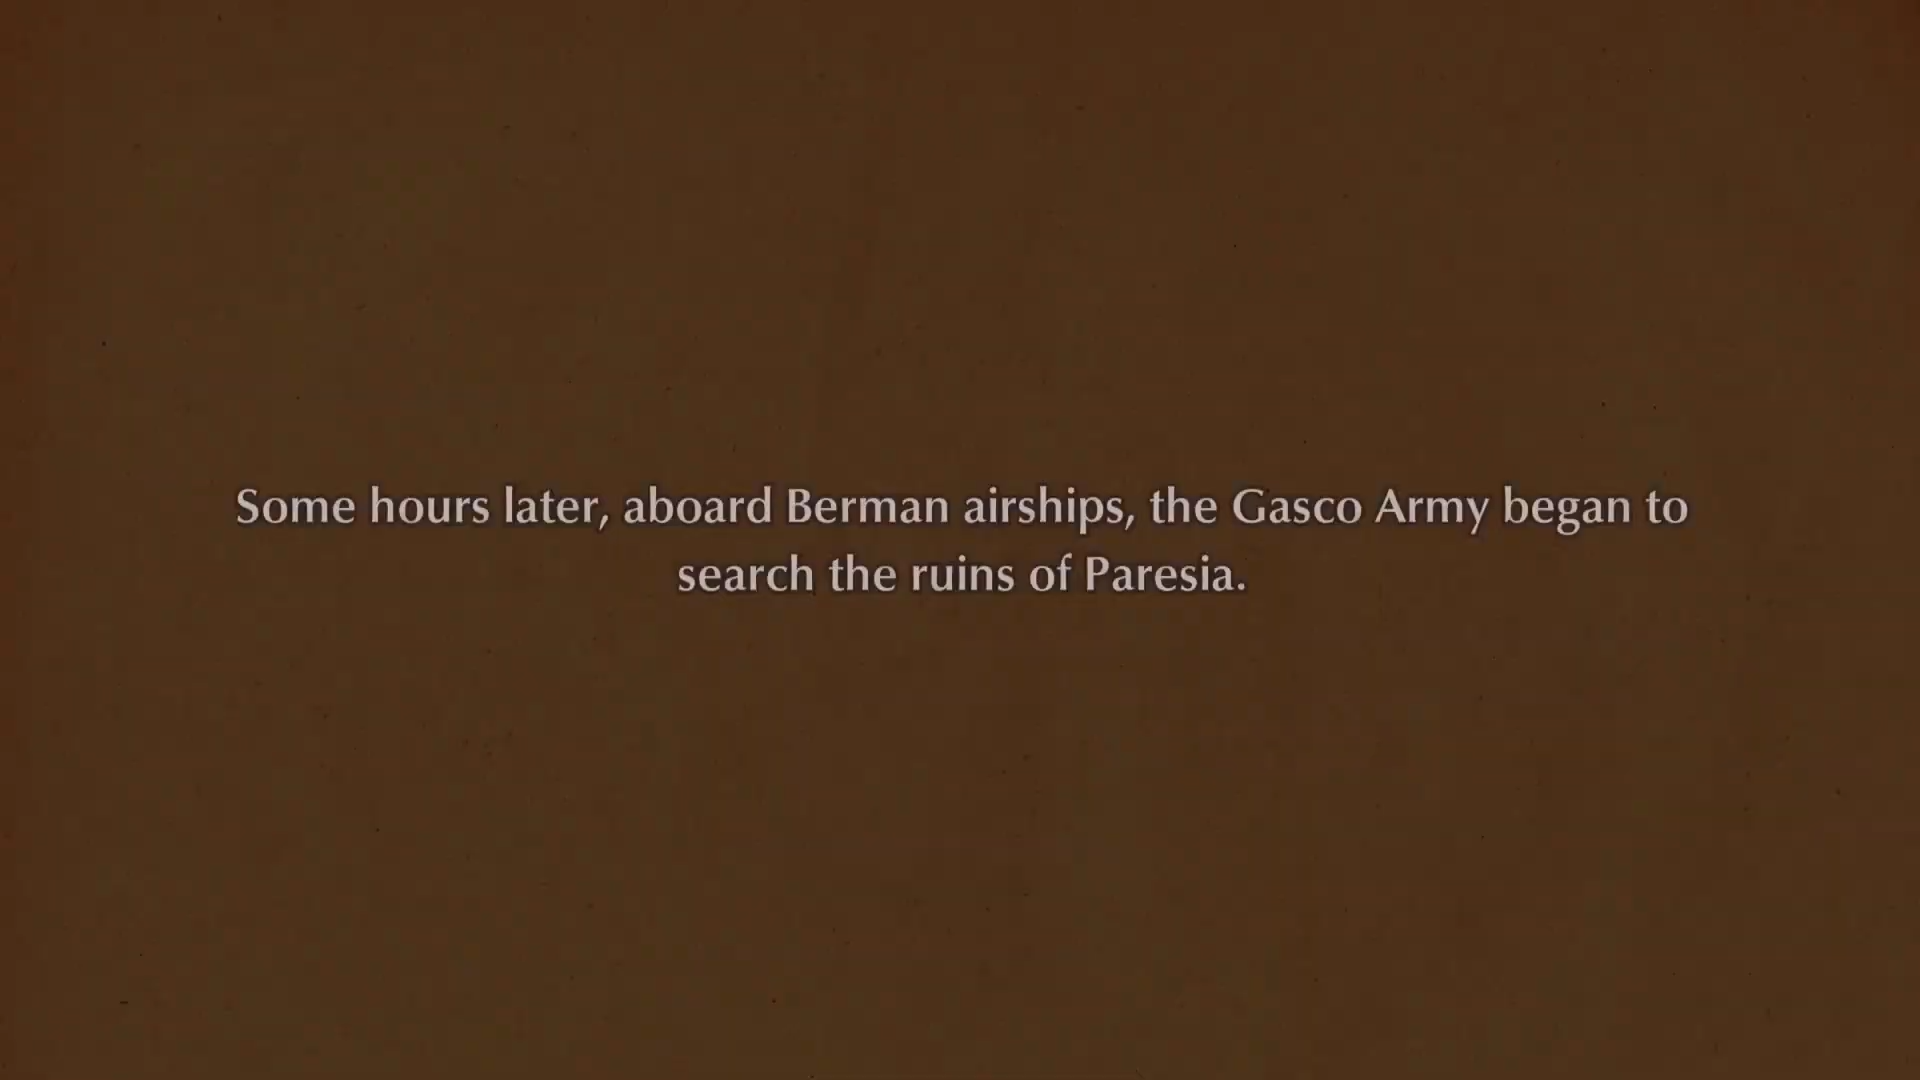 Some hours later, aboard Berman airships, the Gasco Army began to
search the ruins of Paresia.